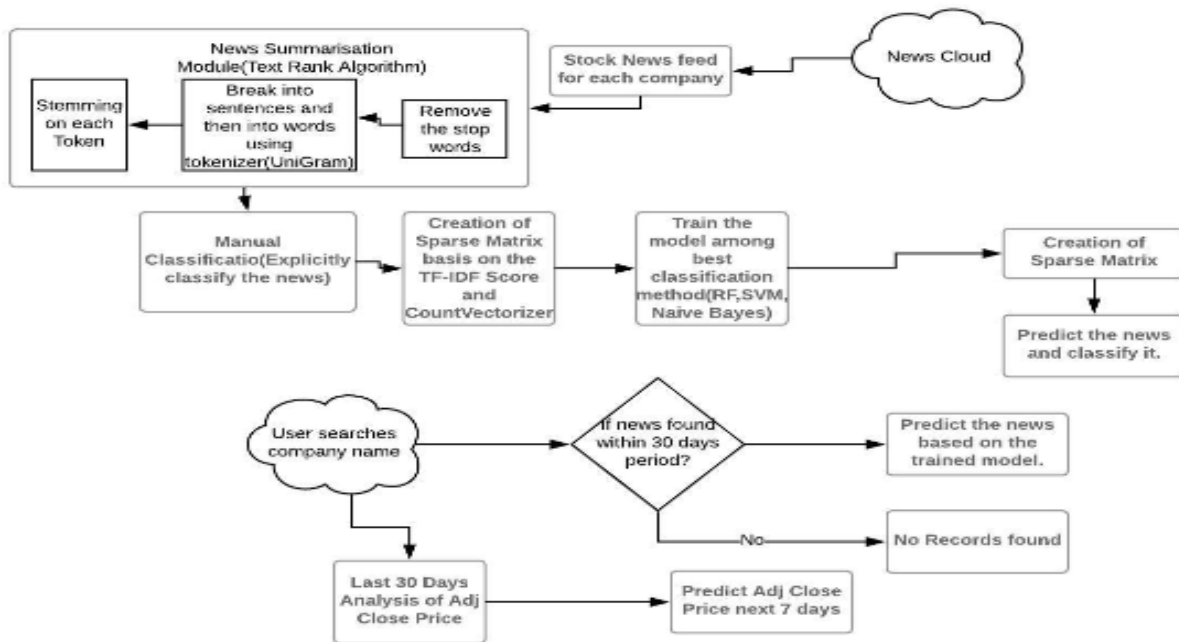 News Summarisation
Module(Text Rank Algorithm)
Stemming
on each
Token
Break into
sentences and
then into words
using
tokenizer(UniGram)
Remove
the stop
words
Stock News feed
for each company
News Cloud
Manual
Classificatio(Explicitly
classify the news)
Creation of
Sparse Matrix
basis on the
TF-IDF Score
and
CountVectorizer
Train the
model among
best
classification
method(RF,SVM,
Naive Bayes)
Creation of
Sparse Matrix
Predict the news
and classify it.
User searches
company name
If news found
within 30 days
period?
Predict the news
based on the
trained model.
No
No Records found
Last 30 Days
Analysis of Adj
Close Price
Predict Adj Close
Price next 7 days